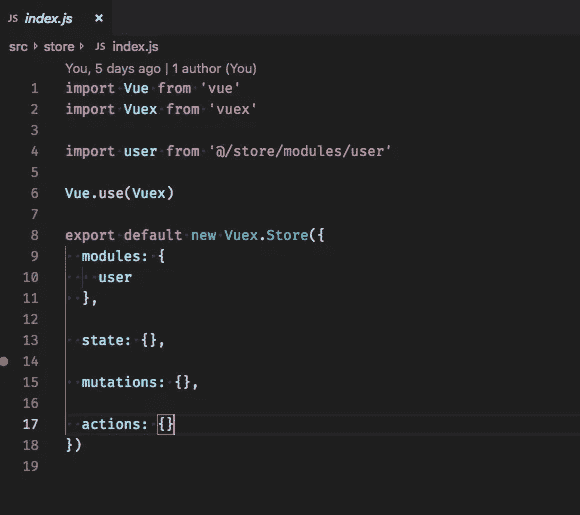 JS index.js ×
src › store › JS index.js
You, 5 days ago | 1 author (You)
1 import Vue from 'vue'
2 import Vuex from 'vuex'
3
4 import user from '@/store/modules/user'
5
6 Vue.use(Vuex)
7
8 export default new Vuex.Store({
9   modules: {
10     user
11   },
12
13   state: {},
14
15   mutations: {},
16
17   actions: {}
18 })
19